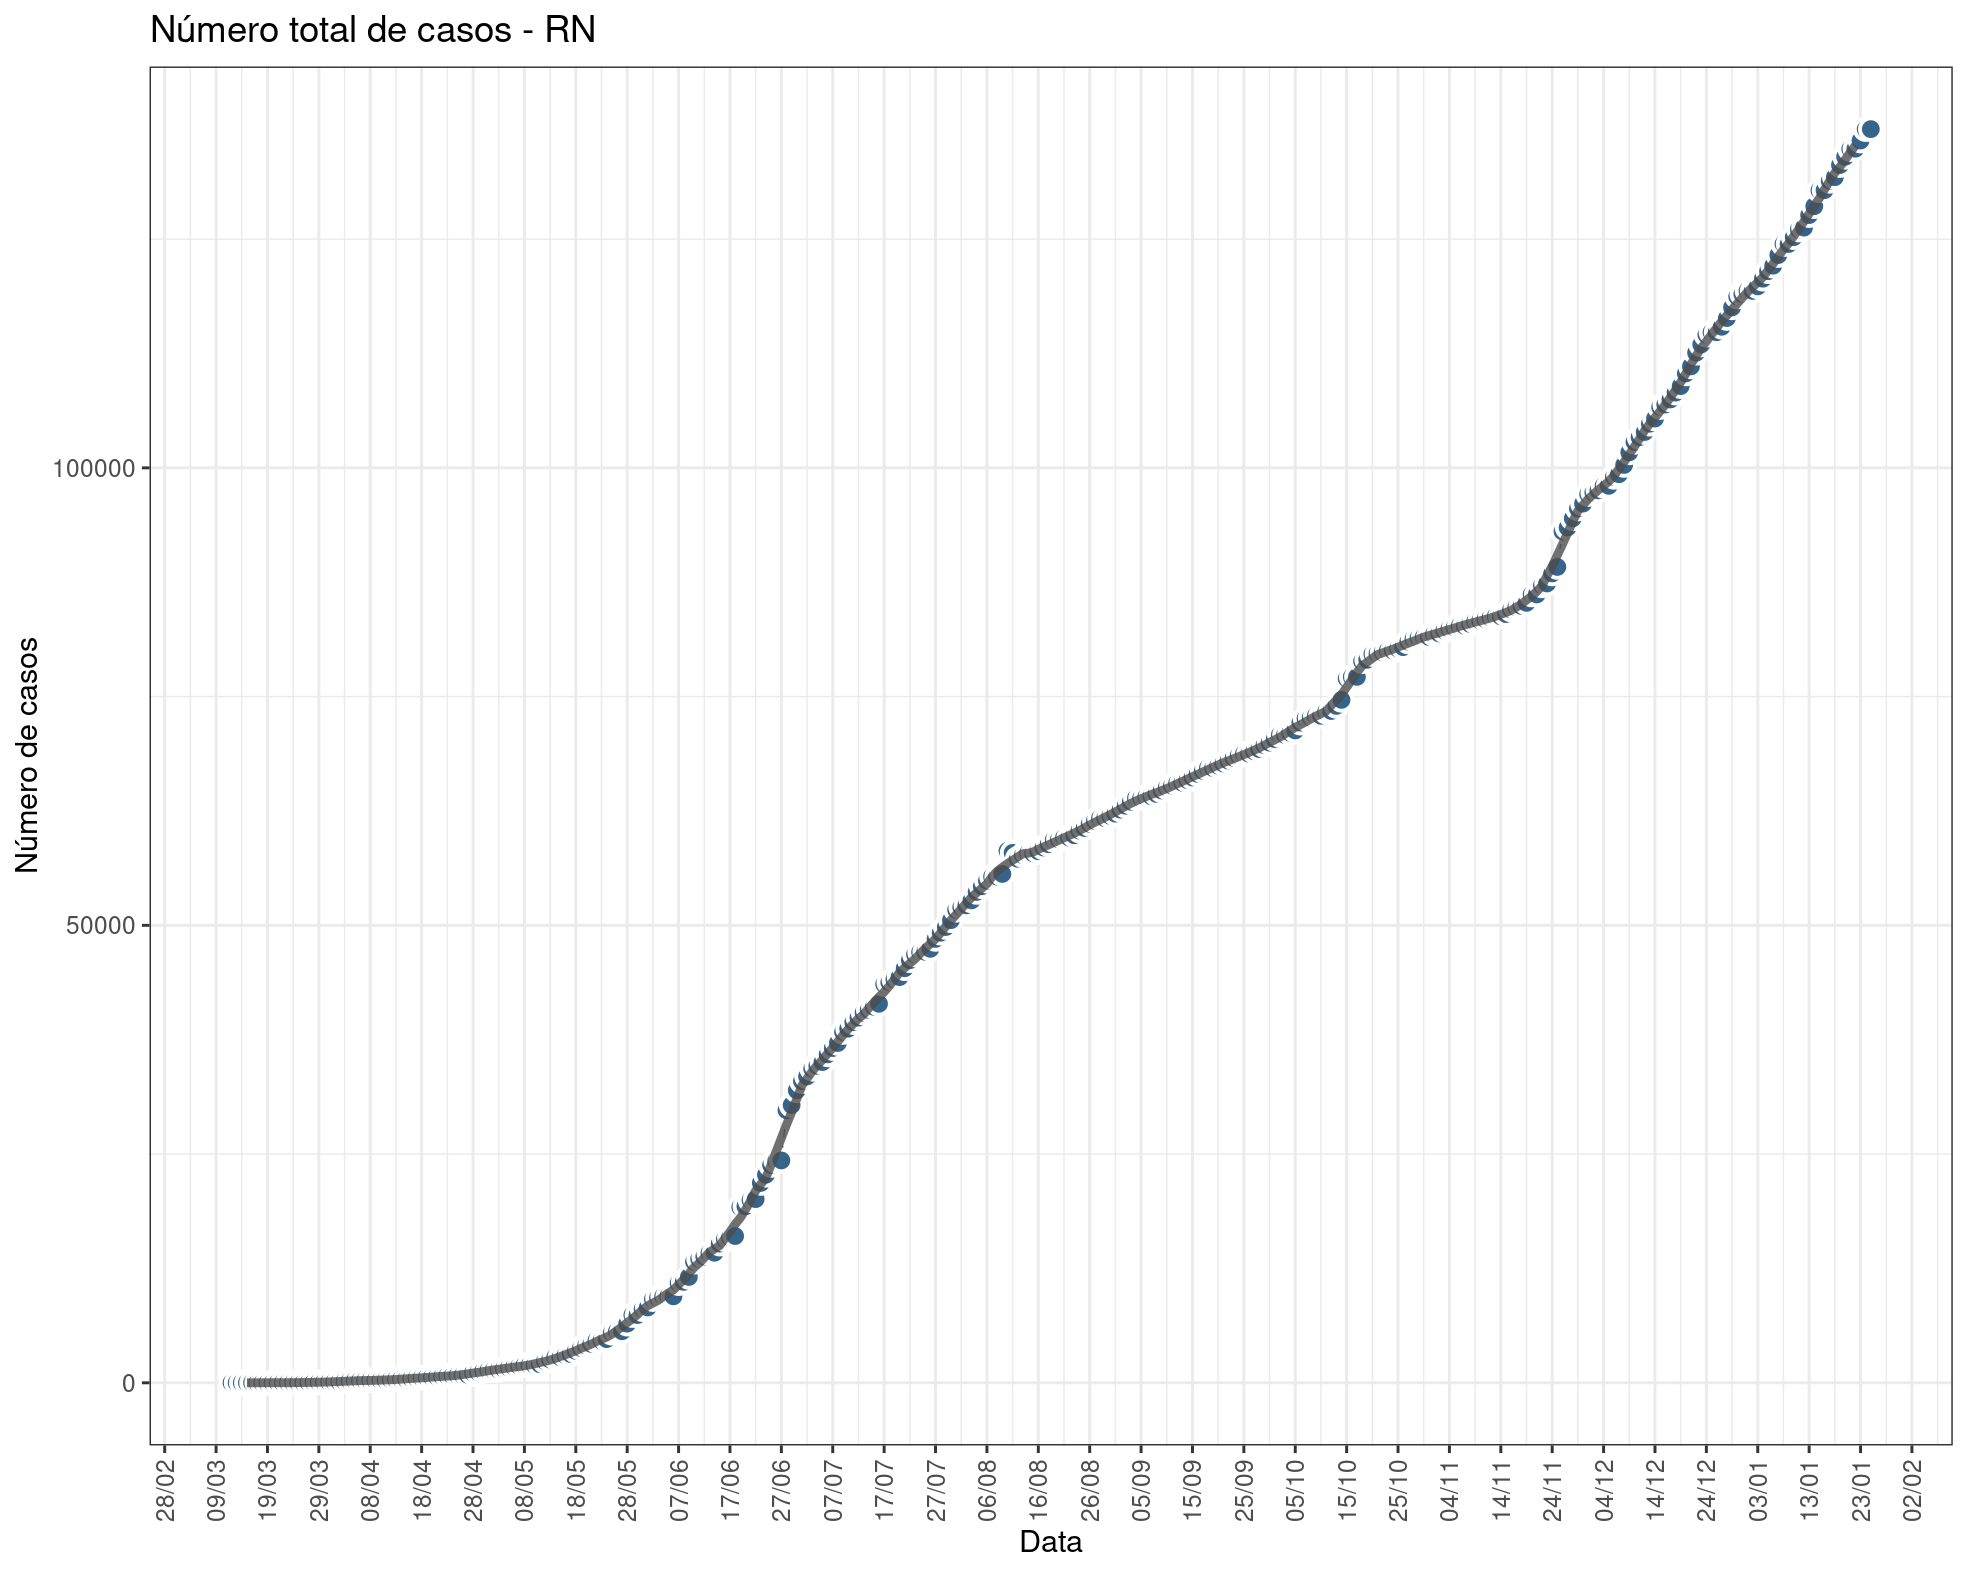 Número total de casos - RN
Número de casos
100000
50000
0
28/02 09/03 19/03 29/03 08/04 18/04 28/04 08/05 18/05 28/05 07/06 17/06 27/06 07/07 17/07 27/07 06/08 16/08 26/08 05/09 15/09 25/09 05/10 15/10 25/10 04/11 14/11 24/11 04/12 14/12 24/12 03/01 13/01 23/01 02/02
Data